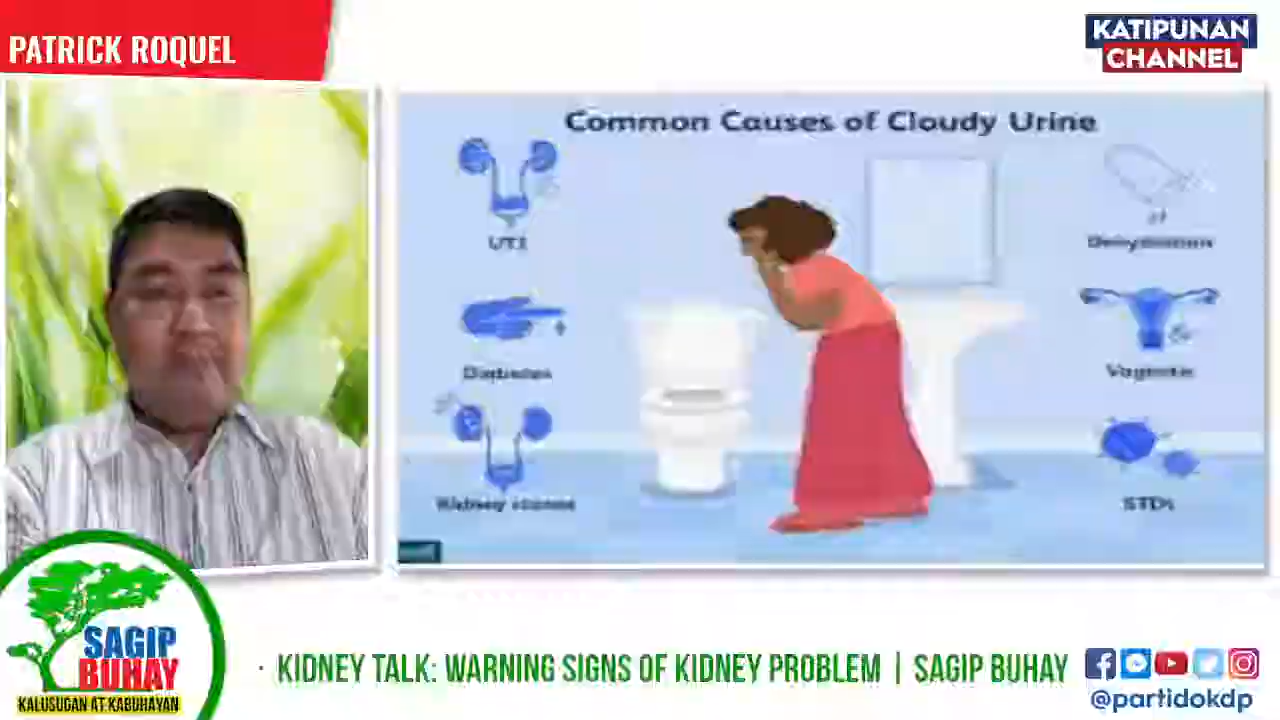 PATRICK ROQUEL
KATIPUNAN
CHANNEL
Common Causes of Cloudy Urine
UTI
Diabetes
Kidney stones
Dehydration
Vaginitis
STDs
SAGIP
BUHAY
KALUSUGAN AT KABUHAYAN
· KIDNEY TALK: WARNING SIGNS OF KIDNEY PROBLEM | SAGIP BUHAY
@partidokdp